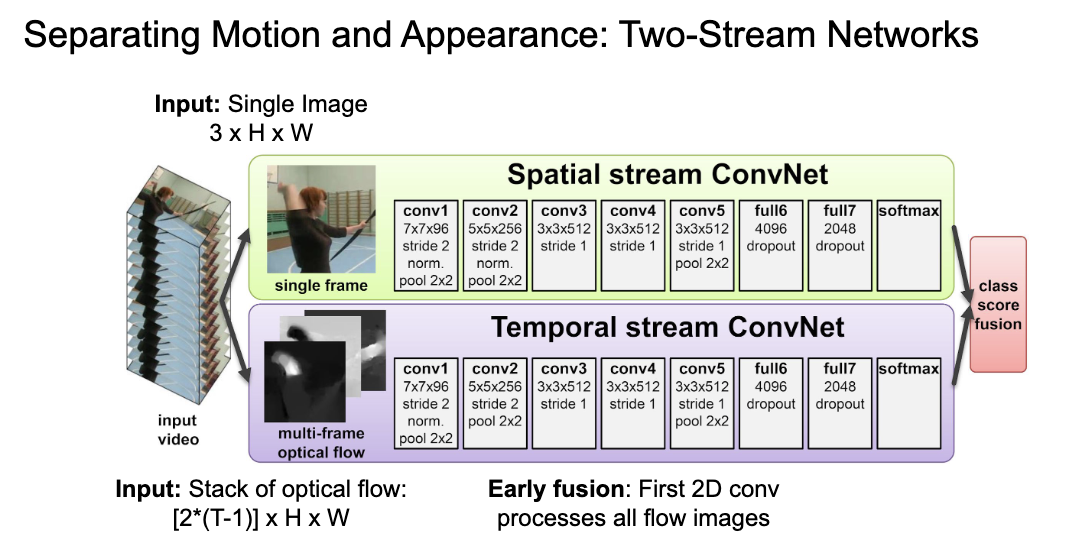 Separating Motion and Appearance: Two-Stream Networks
Input: Single Image
3 x H x W
Spatial stream ConvNet
single frame
conv1
7x7x96
stride 2
norm.
pool 2x2
conv2
5x5x256
stride 2
norm.
pool 2x2
conv3
3x3x512
stride 1
conv4
3x3x512
stride 1
conv5
3x3x512
stride 1
pool 2x2
full6
4096
dropout
full7
2048
dropout
softmax
input
video
Temporal stream ConvNet
multi-frame
optical flow
conv1
7x7x96
stride 2
norm.
pool 2x2
conv2
5x5x256
stride 2
pool 2x2
conv3
3x3x512
stride 1
conv4
3x3x512
stride 1
conv5
3x3x512
stride 1
pool 2x2
full6
4096
dropout
full7
2048
dropout
softmax
class
score
fusion
Input: Stack of optical flow:
[2*(T-1)] x H x W
Early fusion: First 2D conv
processes all flow images